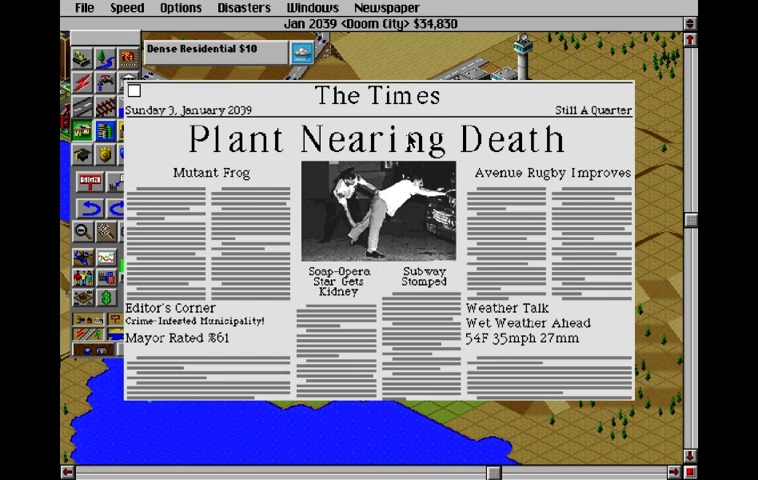 File Speed Options Disasters Windows Newspaper
Jan 2039 <Doom City> $34,830
Dense Residential $10
The Times
Sunday 3, January 2039
Still A Quarter
Plant Nearing Death
Mutant Frog
Avenue Rugby Improves
Soap-Opera
Star Gets
Kidney
Subway
Stomped
Editor's Corner
Crime-Infested Municipality!
Mayor Rated %61
Weather Talk
Wet Weather Ahead
54F 35mph 27mm
SIGN